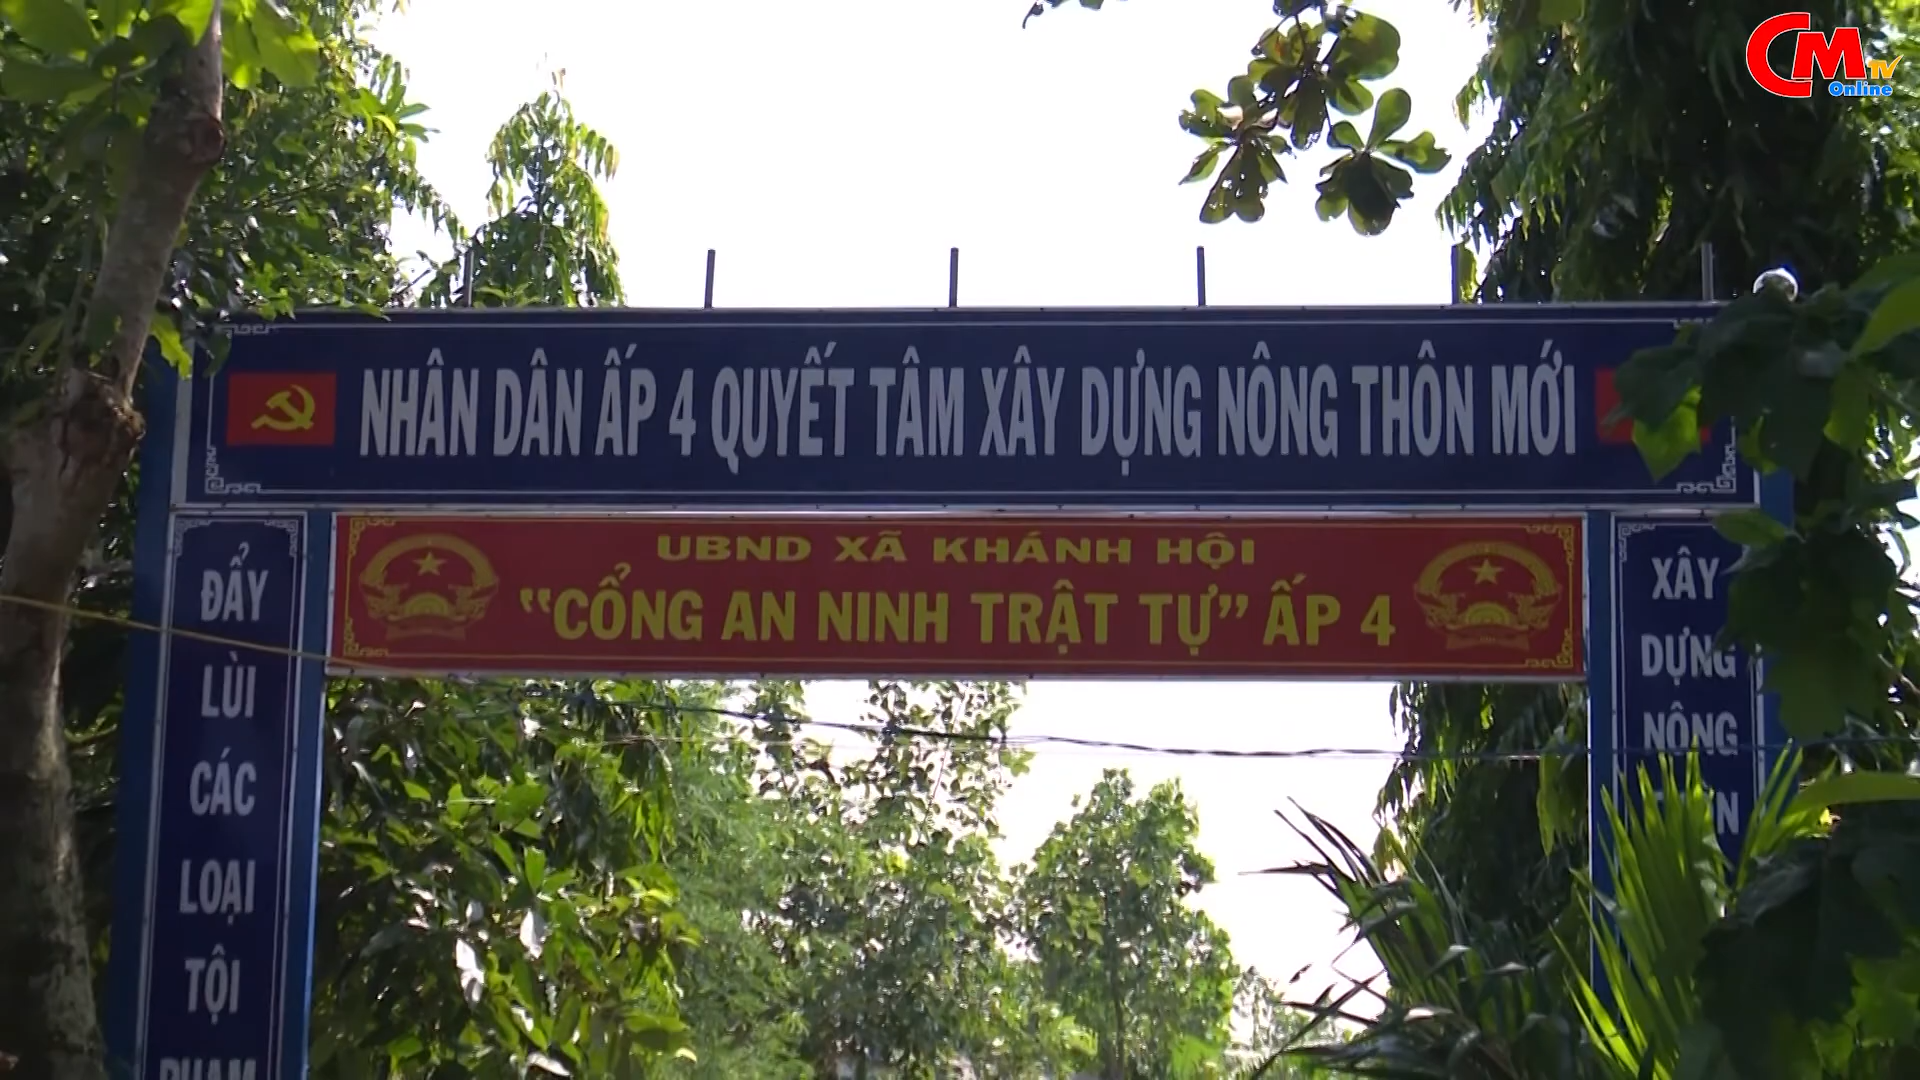 CM TV
Online
NHÂN DÂN ẤP 4 QUYẾT TÂM XÂY DỰNG NÔNG THÔN MỚI
UBND XÃ KHÁNH HỘI
“CỔNG AN NINH TRẬT TỰ” ẤP 4
ĐẨY
LÙI
CÁC
LOẠI
TỘI
PHẠM
XÂY
DỰNG
NÔNG